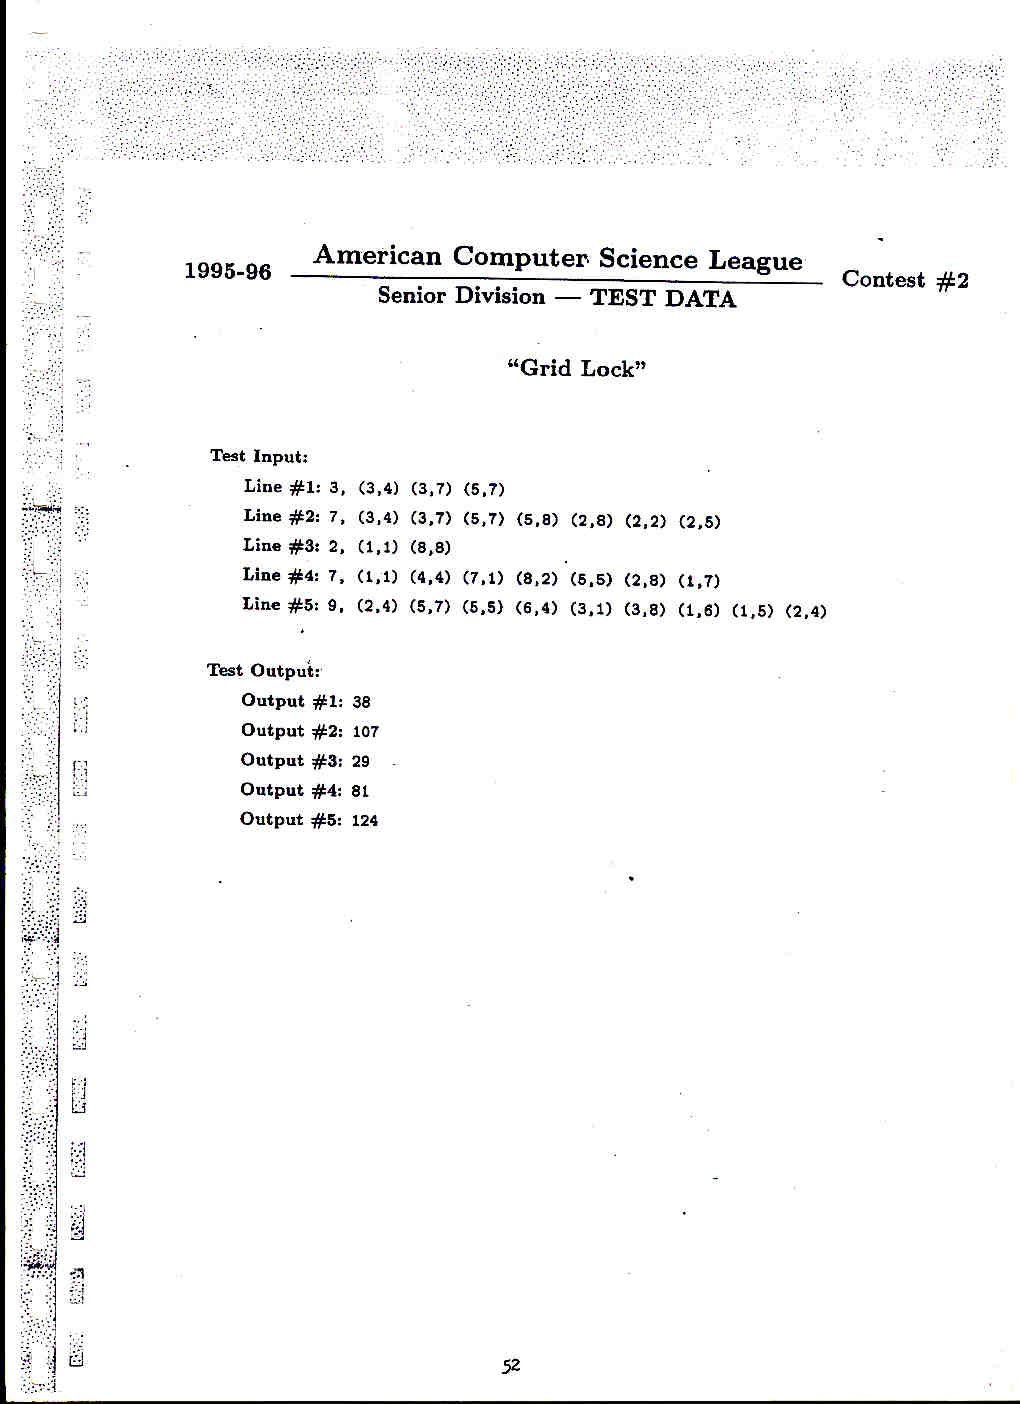 1995-96 American Computer Science League Contest #2
Senior Division — TEST DATA
“Grid Lock”
Test Input:
Line #1: 3, (3,4) (3,7) (5,7)
Line #2: 7, (3,4) (3,7) (5,7) (5,8) (2,8) (2,2) (2,5)
Line #3: 2, (1,1) (8,8)
Line #4: 7, (1,1) (4,4) (7,1) (8,2) (5,5) (2,8) (1,7)
Line #5: 9, (2,4) (5,7) (5,5) (6,4) (3,1) (3,8) (1,6) (1,5) (2,4)
Test Output:
Output #1: 38
Output #2: 107
Output #3: 29
Output #4: 81
Output #5: 124
52